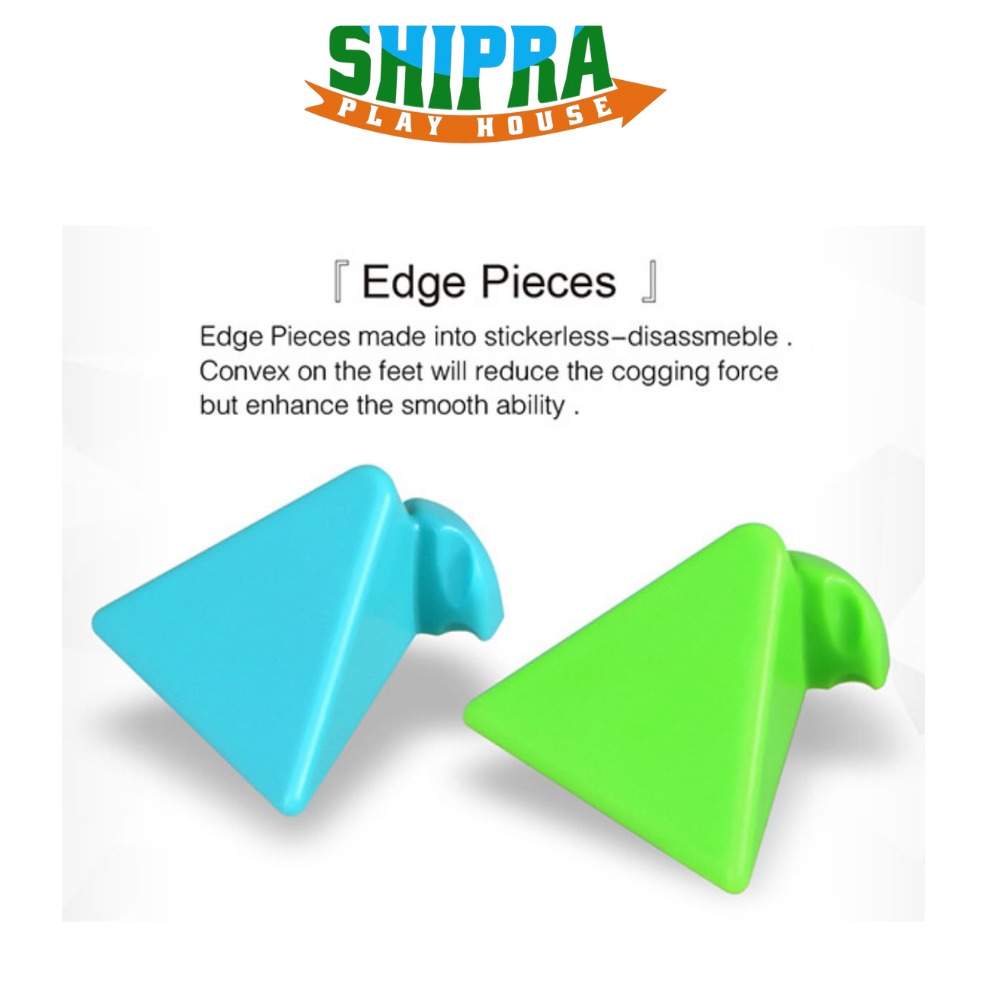 SHIPRA
PLAY HOUSE
『 Edge Pieces 』
Edge Pieces made into stickerless-disassmeble .
Convex on the feet will reduce the cogging force
but enhance the smooth ability .